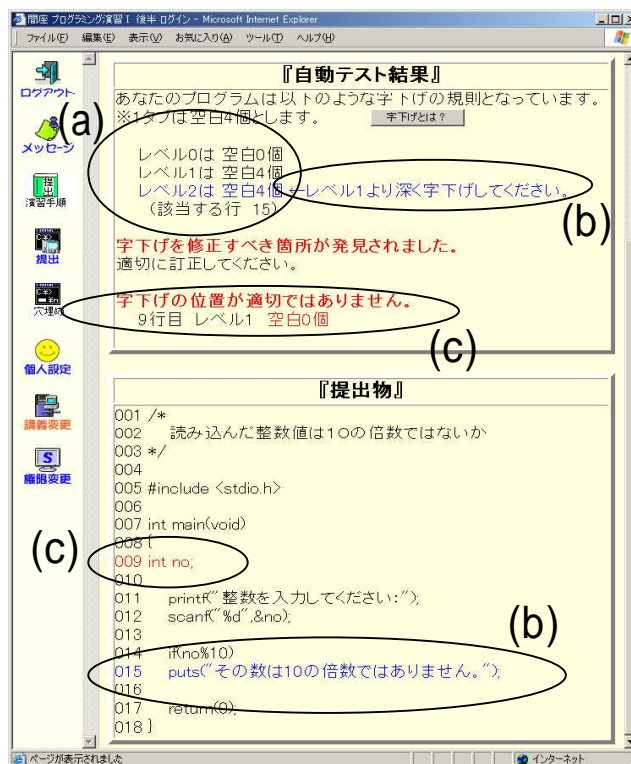 間座 プログラミング演習Ⅰ 後半 ログイン - Microsoft Internet Explorer
ファイル(F) 編集(E) 表示(V) お気に入り(A) ツール(T) ヘルプ(H)
ログアウト
メッセージ
提出
演習手順
提出
穴埋め
個人設定
講義変更
S
権限変更
『自動テスト結果』
あなたのプログラムは以下のような字下げの規則となっています。
※1タブは空白4個とします。 字下げとは?
(a)
レベル0は 空白0個
レベル1は 空白4個
レベル2は 空白4個 ←レベル1より深く字下げしてください。
(該当する行 15)
(b)
字下げを修正すべき箇所が発見されました。
適切に訂正してください。
字下げの位置が適切ではありません。
9行目 レベル1 空白0個
(c)
『提出物』
001 /*
002 読み込んだ整数値は10の倍数ではないか
003 */
004
005 #include <stdio.h>
006
007 int main(void)
008 {
(c)
009 int no;
010
011 printf("整数を入力してください:");
012 scanf("%d",&no);
013
(b)
014 if(no%10)
015 puts("その数は10の倍数ではありません。");
016
017 return(0);
018 }
ページが表示されました
インターネット